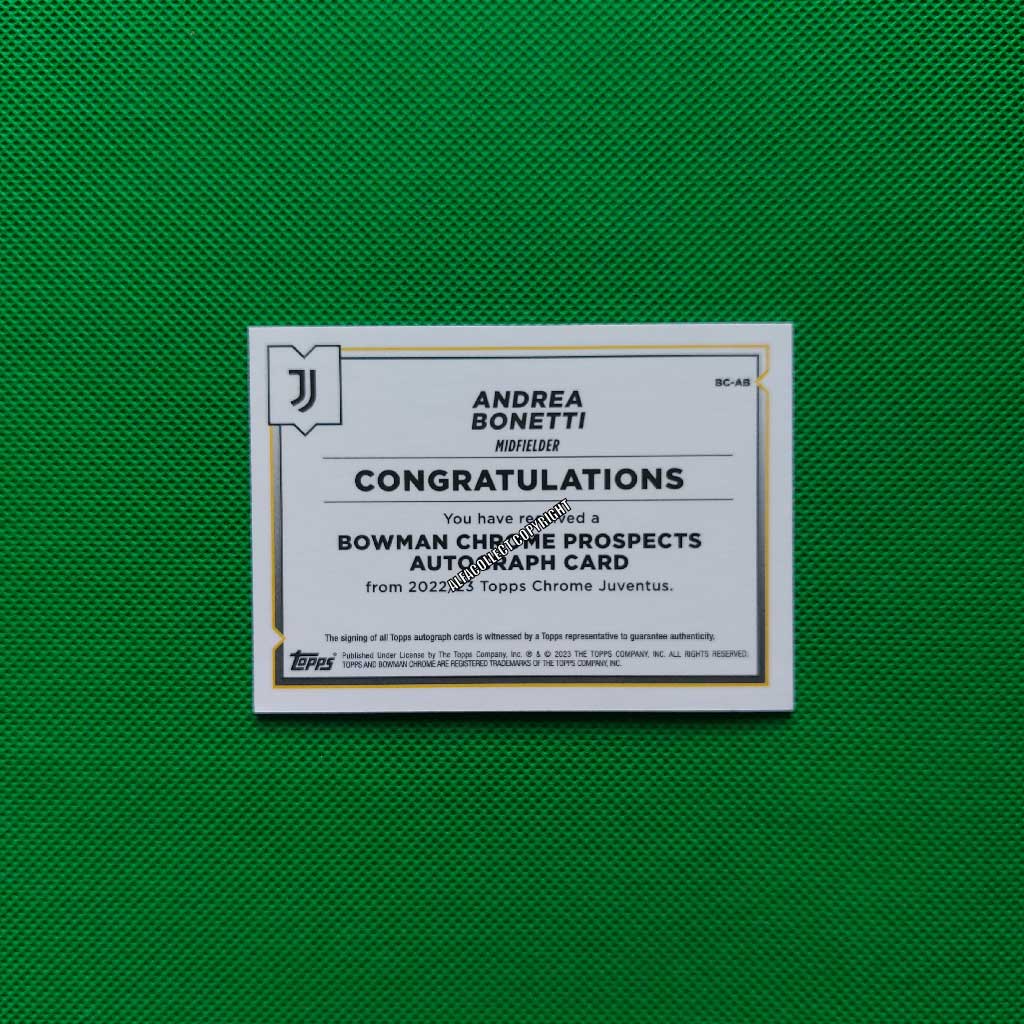 BC-AB
ANDREA
BONETTI
MIDFIELDER
CONGRATULATIONS
You have received a
BOWMAN CHROME PROSPECTS
AUTOGRAPH CARD
from 2022-23 Topps Chrome Juventus.
ALFACOLLECT COPYRIGHT
The signing of all Topps autograph cards is witnessed by a Topps representative to guarantee authenticity.
Topps® Published Under License by The Topps Company, Inc. ® & © 2023 THE TOPPS COMPANY, INC. ALL RIGHTS RESERVED.
TOPPS AND BOWMAN CHROME ARE REGISTERED TRADEMARKS OF THE TOPPS COMPANY, INC.